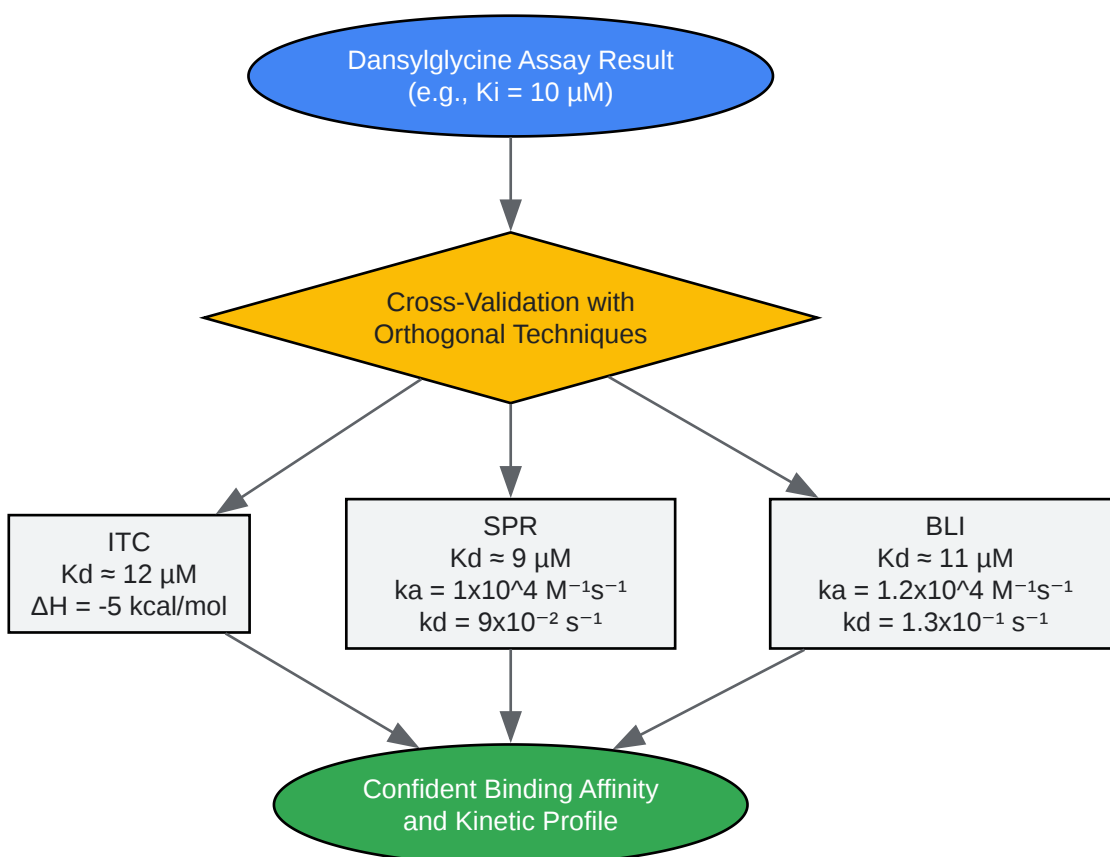 Dansylglycine Assay Result
(e.g., Ki = 10 µM)
Cross-Validation with
Orthogonal Techniques
ITC
Kd ≈ 12 µM
ΔH = -5 kcal/mol
SPR
Kd ≈ 9 µM
ka = 1x10^4 M⁻¹s⁻¹
kd = 9x10⁻² s⁻¹
BLI
Kd ≈ 11 µM
ka = 1.2x10^4 M⁻¹s⁻¹
kd = 1.3x10⁻¹ s⁻¹
Confident Binding Affinity
and Kinetic Profile